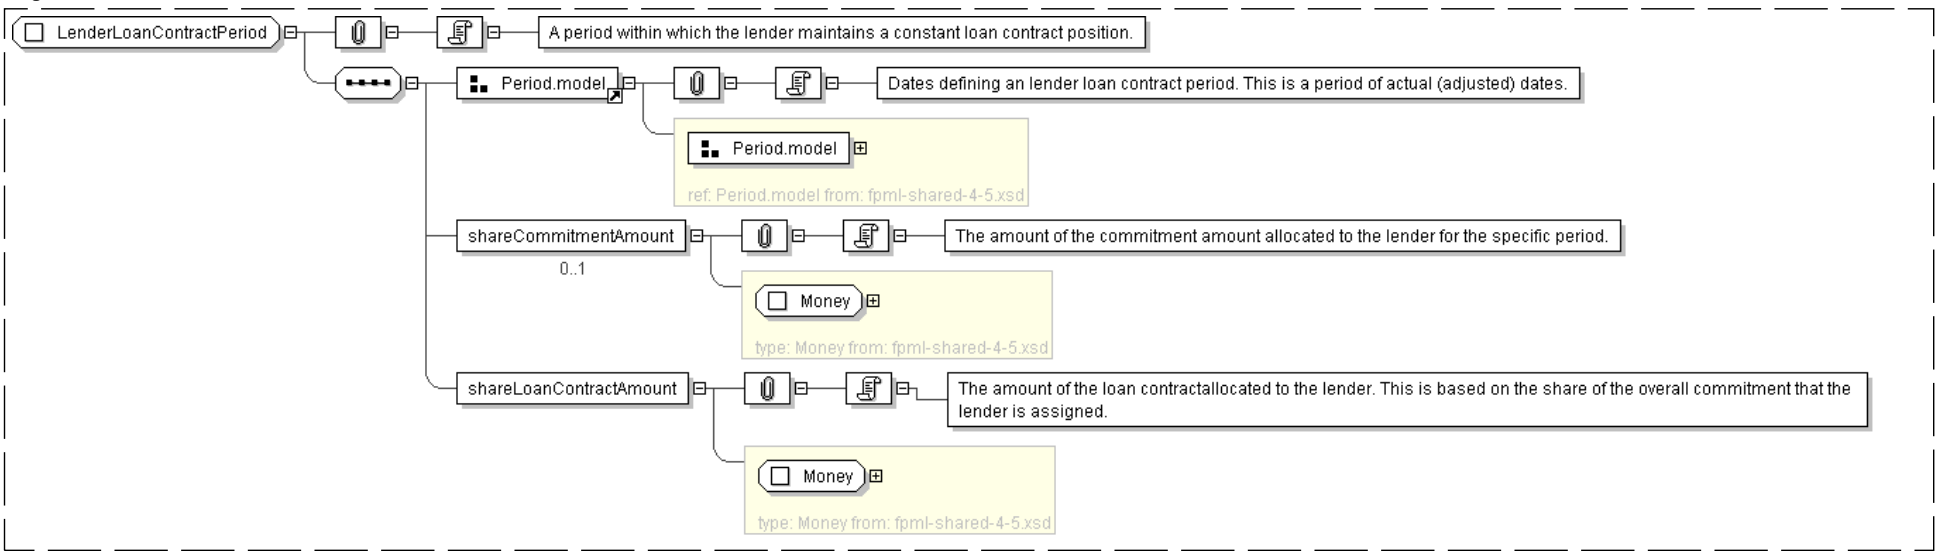 LenderLoanContractPeriod
A period within which the lender maintains a constant loan contract position.
Period.model
Dates defining an lender loan contract period. This is a period of actual (adjusted) dates.
Period.model
ref: Period.model from: fpml-shared-4-5.xsd
shareCommitmentAmount
The amount of the commitment amount allocated to the lender for the specific period.
0..1
Money
type: Money from: fpml-shared-4-5.xsd
shareLoanContractAmount
The amount of the loan contractallocated to the lender. This is based on the share of the overall commitment that the
lender is assigned.
Money
type: Money from: fpml-shared-4-5.xsd